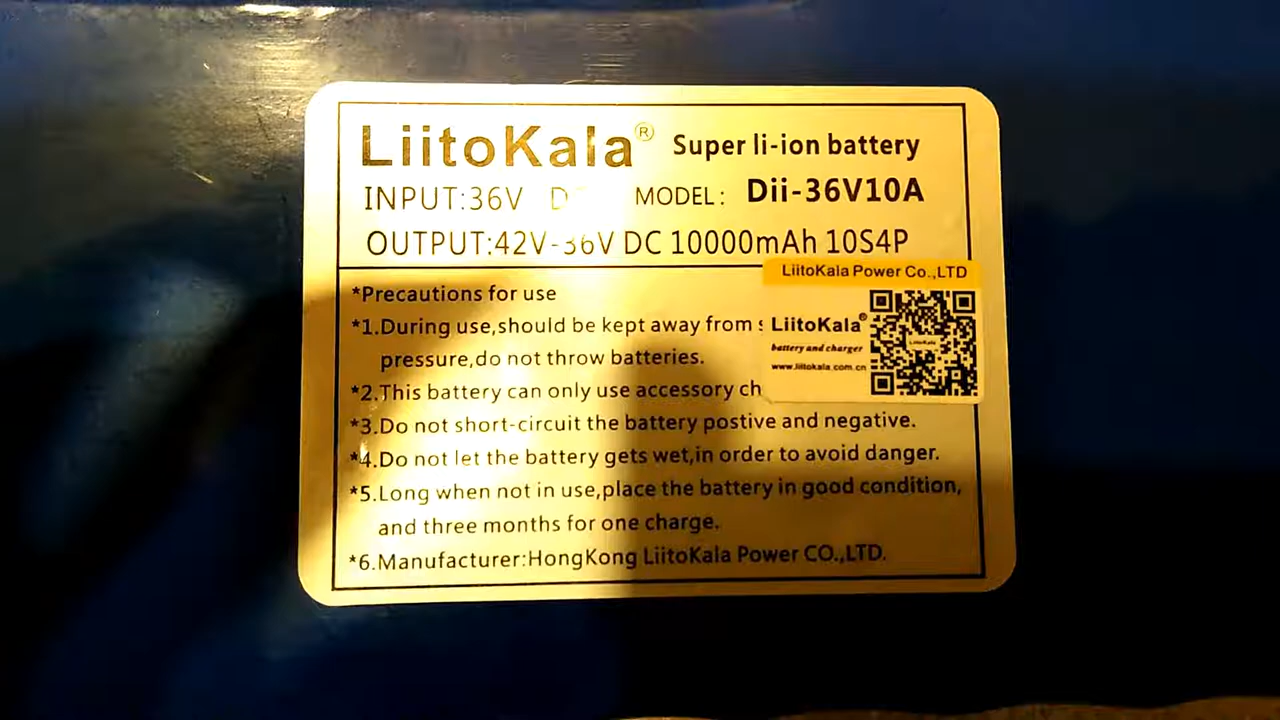 LiitoKala® Super li-ion battery
INPUT:36V MODEL: Dii-36V10A
OUTPUT:42V-36V DC 10000mAh 10S4P
LiitoKala Power Co.,LTD
LiitoKala®
battery and charger
www.liitokala.com.cn
LiitoKala
*Precautions for use
*1.During use,should be kept away from
pressure,do not throw batteries.
*2.This battery can only use accessory
*3.Do not short-circuit the battery postive and negative.
*4.Do not let the battery gets wet,in order to avoid danger.
*5.Long when not in use,place the battery in good condition,
and three months for one charge.
*6.Manufacturer:HongKong LiitoKala Power CO.,LTD.